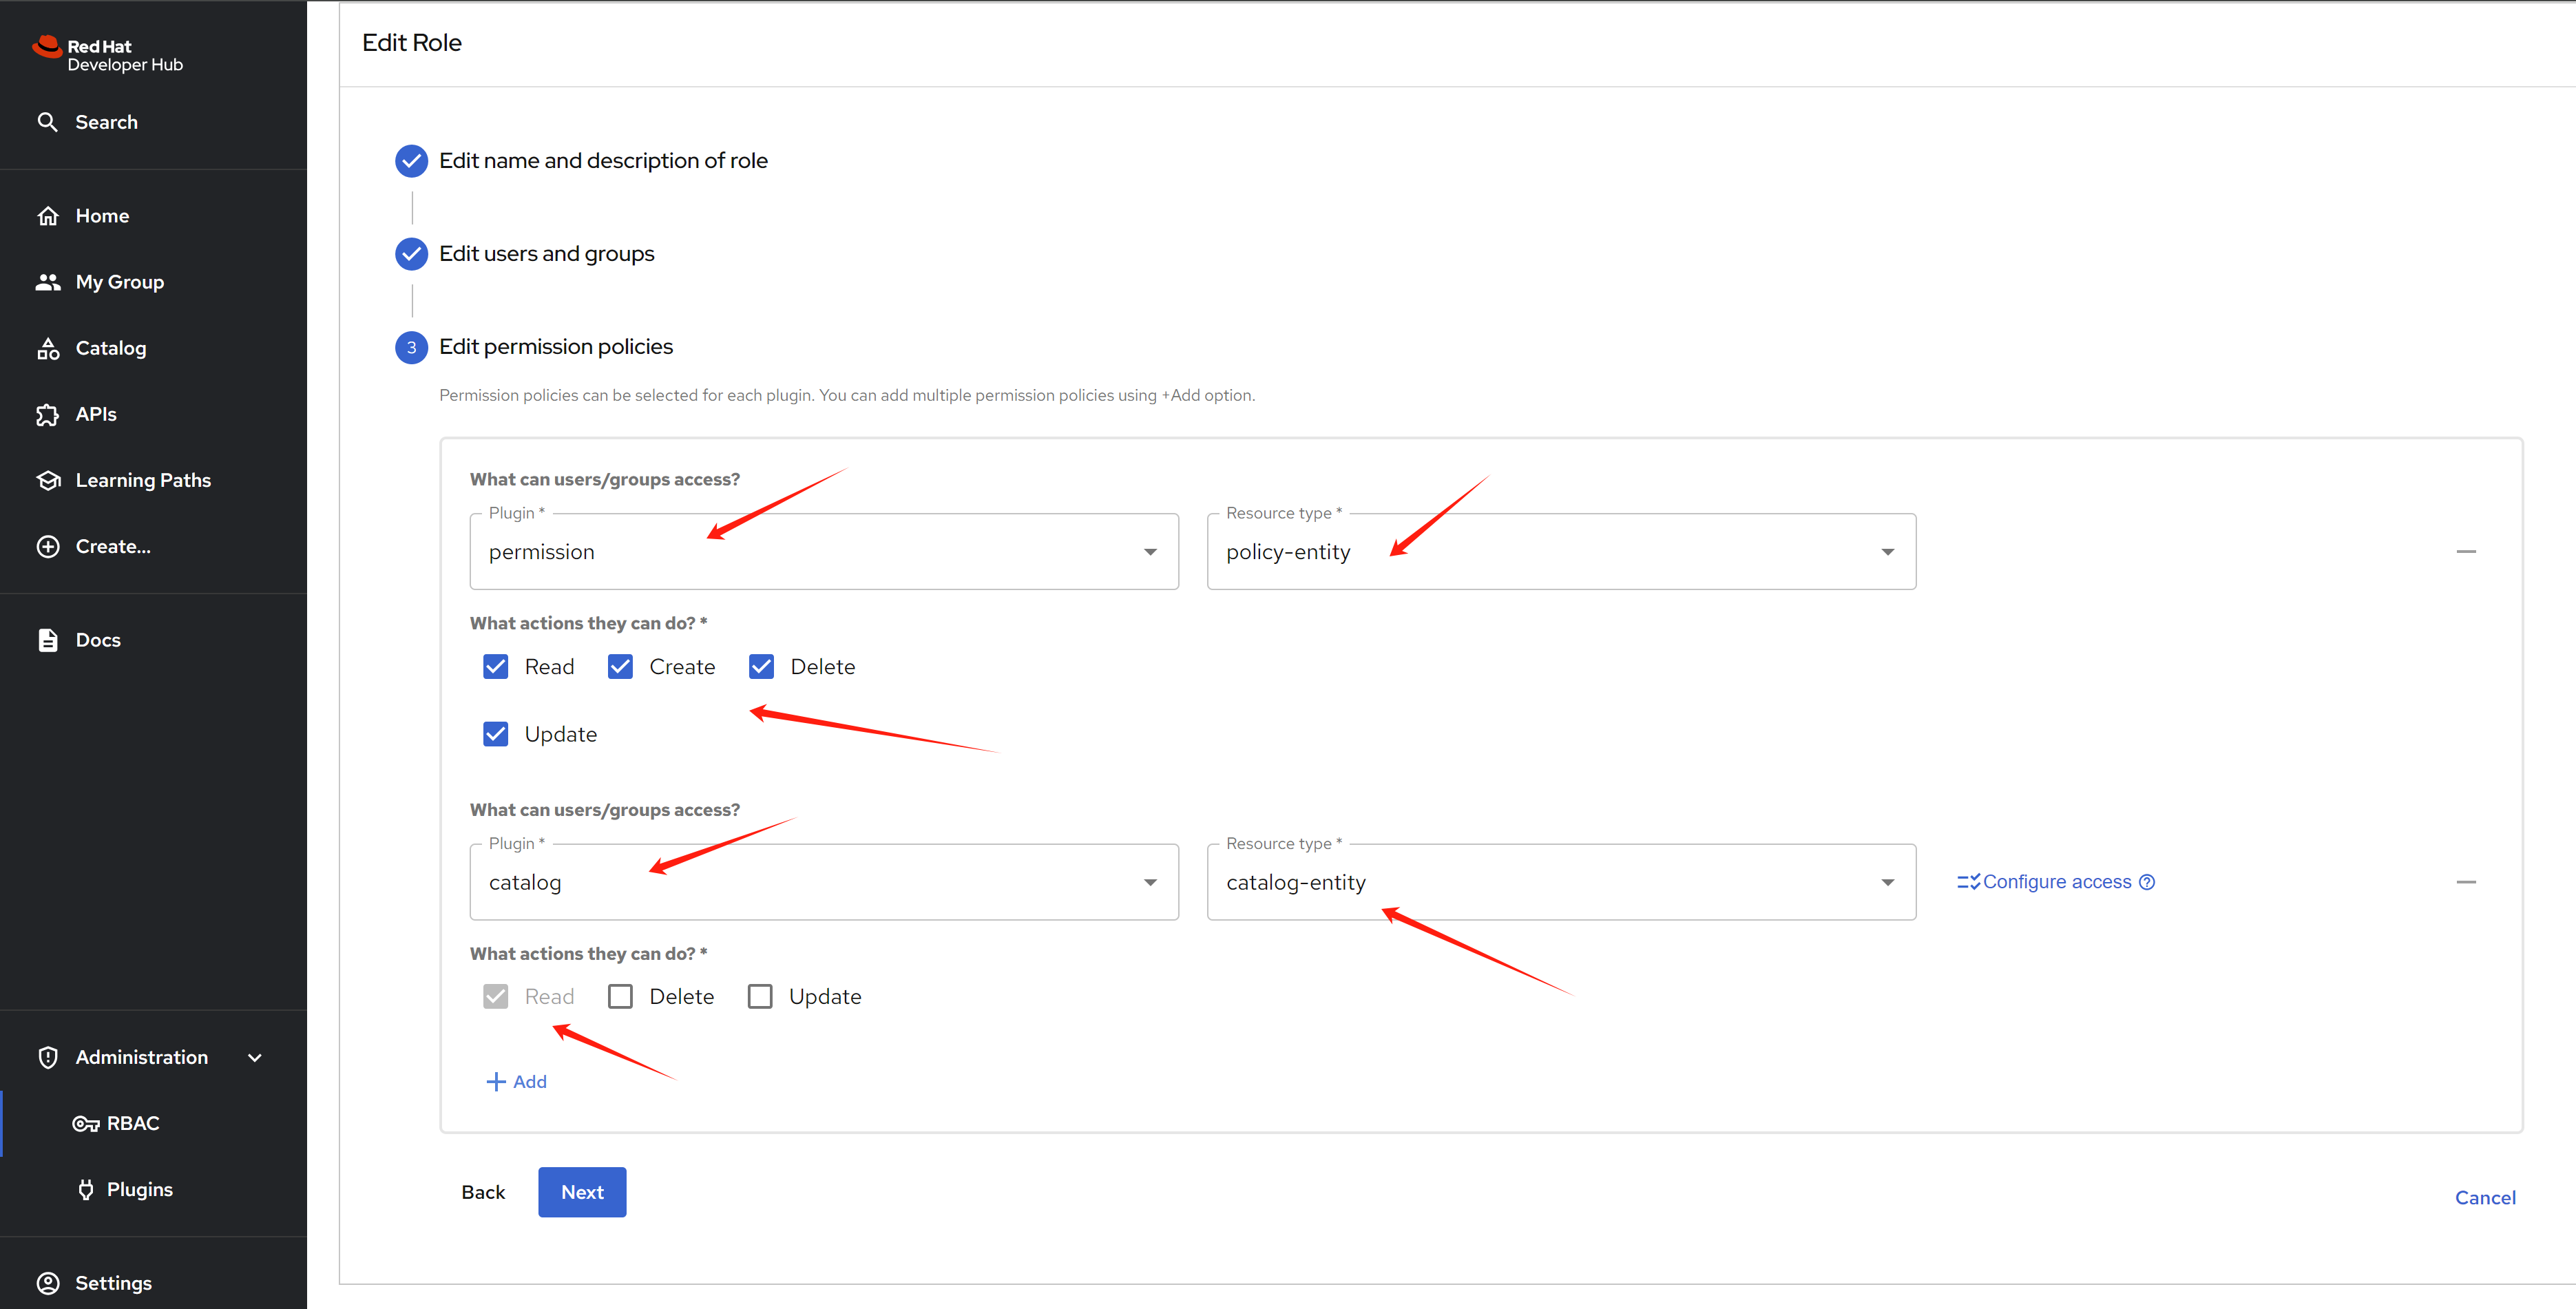 Red Hat
Developer Hub
Search
Home
My Group
Catalog
APIs
Learning Paths
Create...
Docs
Administration
RBAC
Plugins
Settings
Edit Role
Edit name and description of role
Edit users and groups
3 Edit permission policies
Permission policies can be selected for each plugin. You can add multiple permission policies using +Add option.
What can users/groups access?
Plugin * Resource type *
permission policy-entity
What actions they can do? *
Read Create Delete
Update
What can users/groups access?
Plugin * Resource type *
catalog catalog-entity Configure access ?
What actions they can do? *
Read Delete Update
+ Add
Back Next Cancel